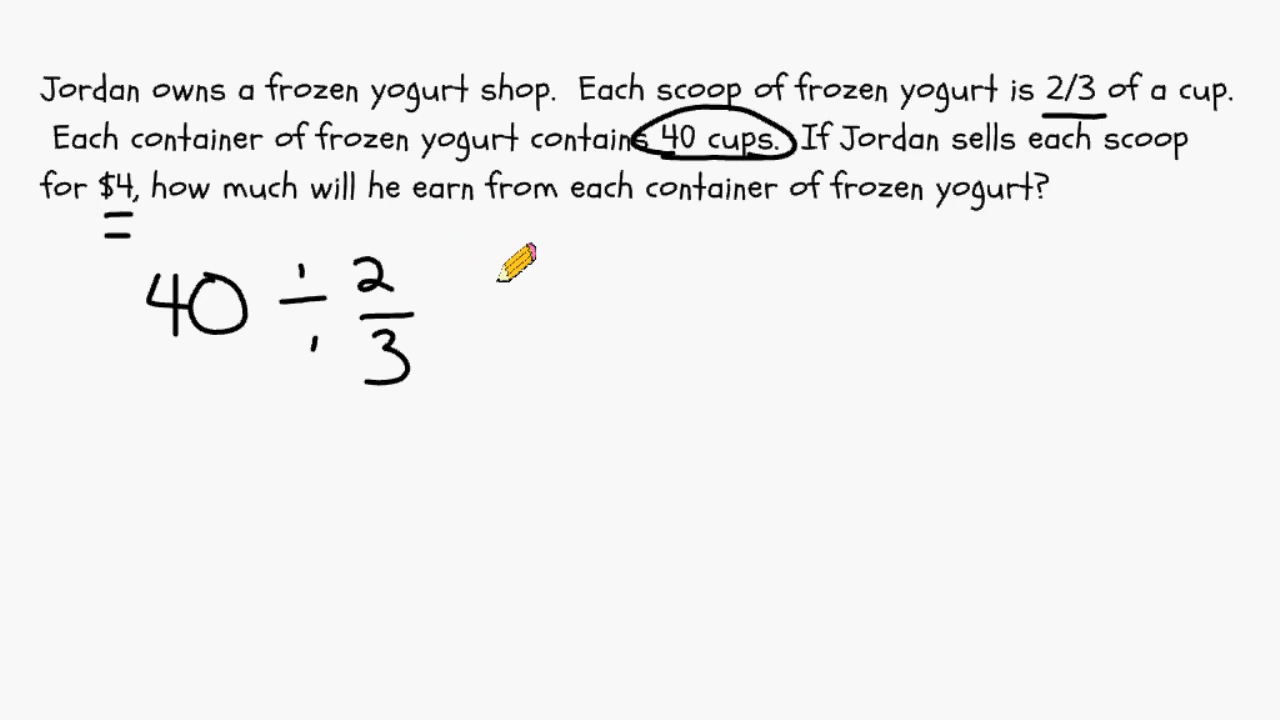 Jordan owns a frozen yogurt shop. Each scoop of frozen yogurt is 2/3 of a cup.
Each container of frozen yogurt contains 40 cups. If Jordan sells each scoop
for $4, how much will he earn from each container of frozen yogurt?
40 ÷ 2/3